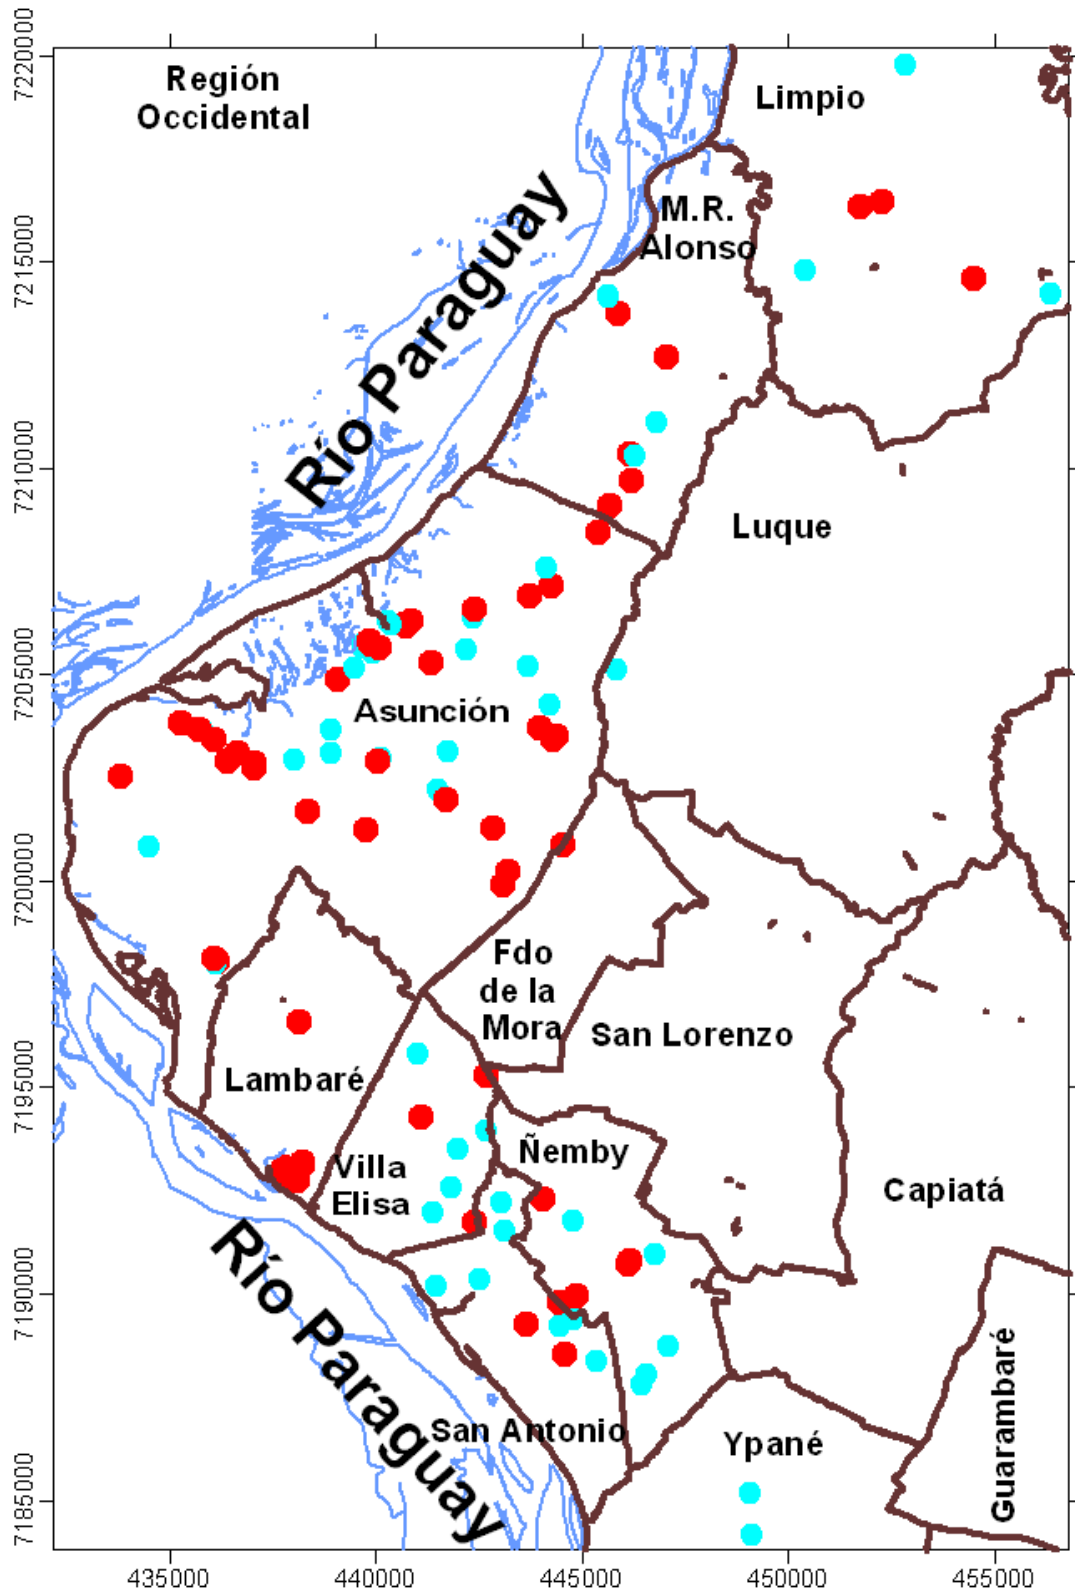 7220000
7215000
7210000
7205000
7200000
7195000
7190000
7185000
Región
Occidental
Limpio
Río Paraguay
M.R.
Alonso
Luque
Asunción
Fdo
de la
Mora
San Lorenzo
Lambaré
Ñemby
Villa
Elisa
Capiatá
Río Paraguay
San Antonio
Ypané
Guarambaré
435000
440000
445000
450000
455000